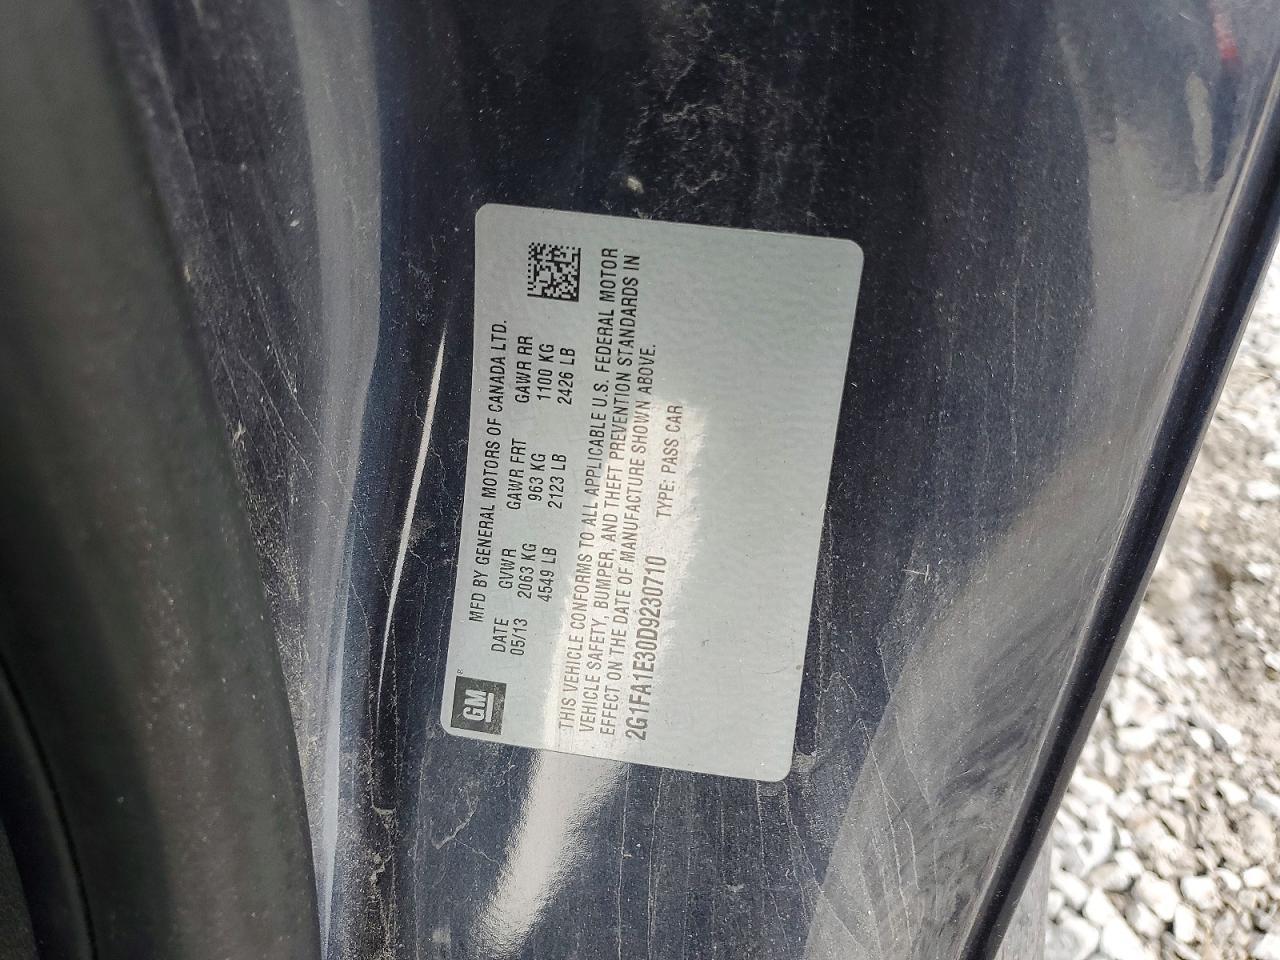 GM ®
MFD BY GENERAL MOTORS OF CANADA LTD.
DATE GVWR GAWR FRT GAWR RR
05/13 2063 KG 963 KG 1100 KG
4549 LB 2123 LB 2426 LB
THIS VEHICLE CONFORMS TO ALL APPLICABLE U.S. FEDERAL MOTOR
VEHICLE SAFETY, BUMPER, AND THEFT PREVENTION STANDARDS IN
EFFECT ON THE DATE OF MANUFACTURE SHOWN ABOVE.
2G1FA1E30D9230710 TYPE: PASS CAR